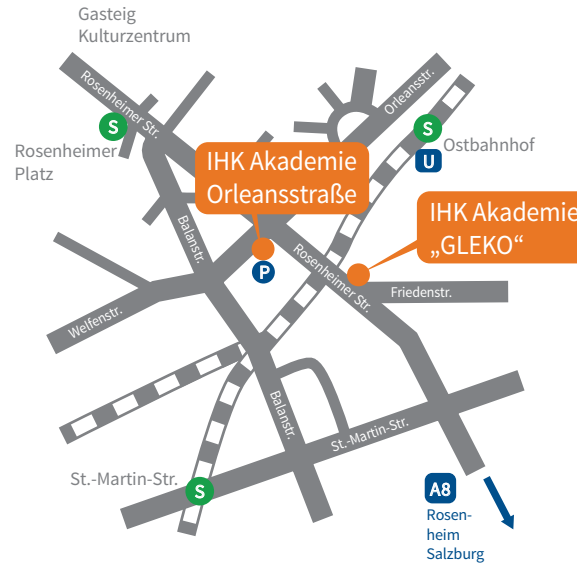 Gasteig
Kulturzentrum
Rosenheimer Str.
Orleansstr.
S
Rosenheimer
Platz
S
Ostbahnhof
U
IHK Akademie
Orleansstraße
IHK Akademie
„GLEKO“
Balanstr.
P
Rosenheimer Str.
Friedenstr.
Welfenstr.
Balanstr.
St.-Martin-Str.
St.-Martin-Str.
S
A8
Rosen-
heim
Salzburg